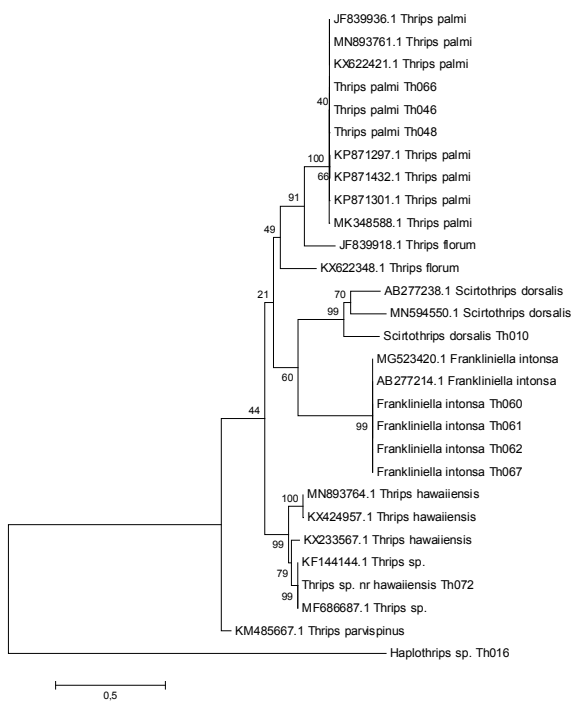 JF839936.1 Thrips palmi
MN893761.1 Thrips palmi
KX622421.1 Thrips palmi
Thrips palmi Th066
40
Thrips palmi Th046
Thrips palmi Th048
100
KP871297.1 Thrips palmi
66
KP871432.1 Thrips palmi
91
KP871301.1 Thrips palmi
MK348588.1 Thrips palmi
49
JF839918.1 Thrips florum
KX622348.1 Thrips florum
21
70
AB277238.1 Scirtothrips dorsalis
99
MN594550.1 Scirtothrips dorsalis
Scirtothrips dorsalis Th010
60
MG523420.1 Frankliniella intonsa
AB277214.1 Frankliniella intonsa
Frankliniella intonsa Th060
44
99
Frankliniella intonsa Th061
Frankliniella intonsa Th062
Frankliniella intonsa Th067
100
MN893764.1 Thrips hawaiiensis
KX424957.1 Thrips hawaiiensis
99
KX233567.1 Thrips hawaiiensis
KF144144.1 Thrips sp.
79
Thrips sp. nr hawaiiensis Th072
99
MF686687.1 Thrips sp.
KM485667.1 Thrips parvispinus
Haplothrips sp. Th016
0,5